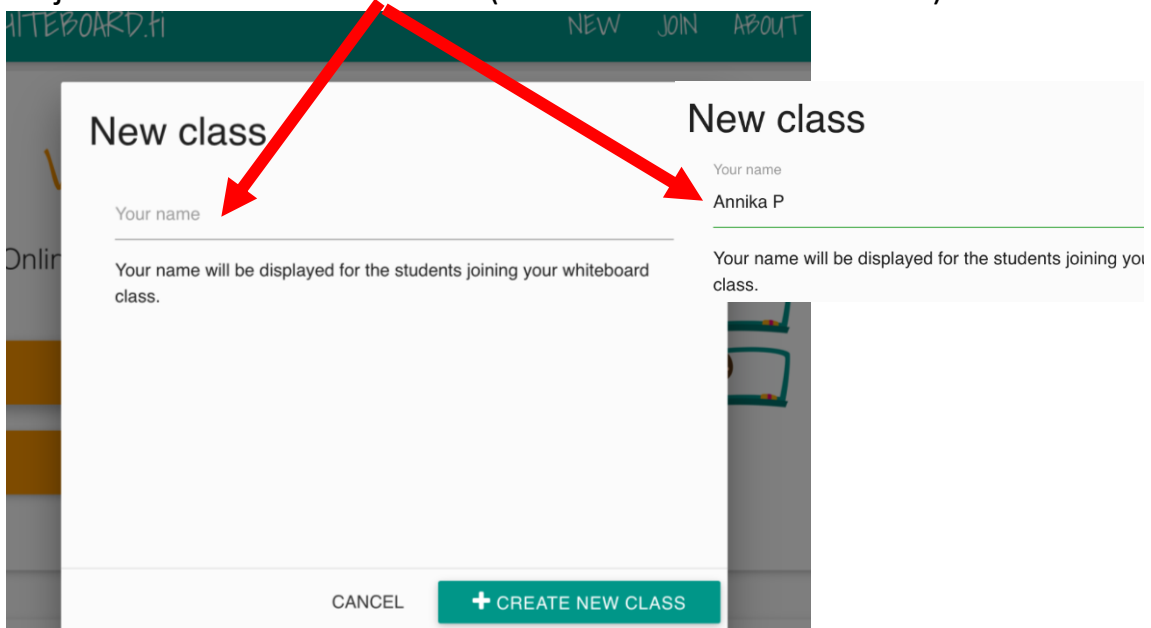 HITEBOARD.fi NEW JOIN ABOUT
New class
Your name
Your name will be displayed for the students joining your whiteboard
class.
CANCEL + CREATE NEW CLASS
New class
Your name
Annika P
Your name will be displayed for the students joining you
class.
Onlin